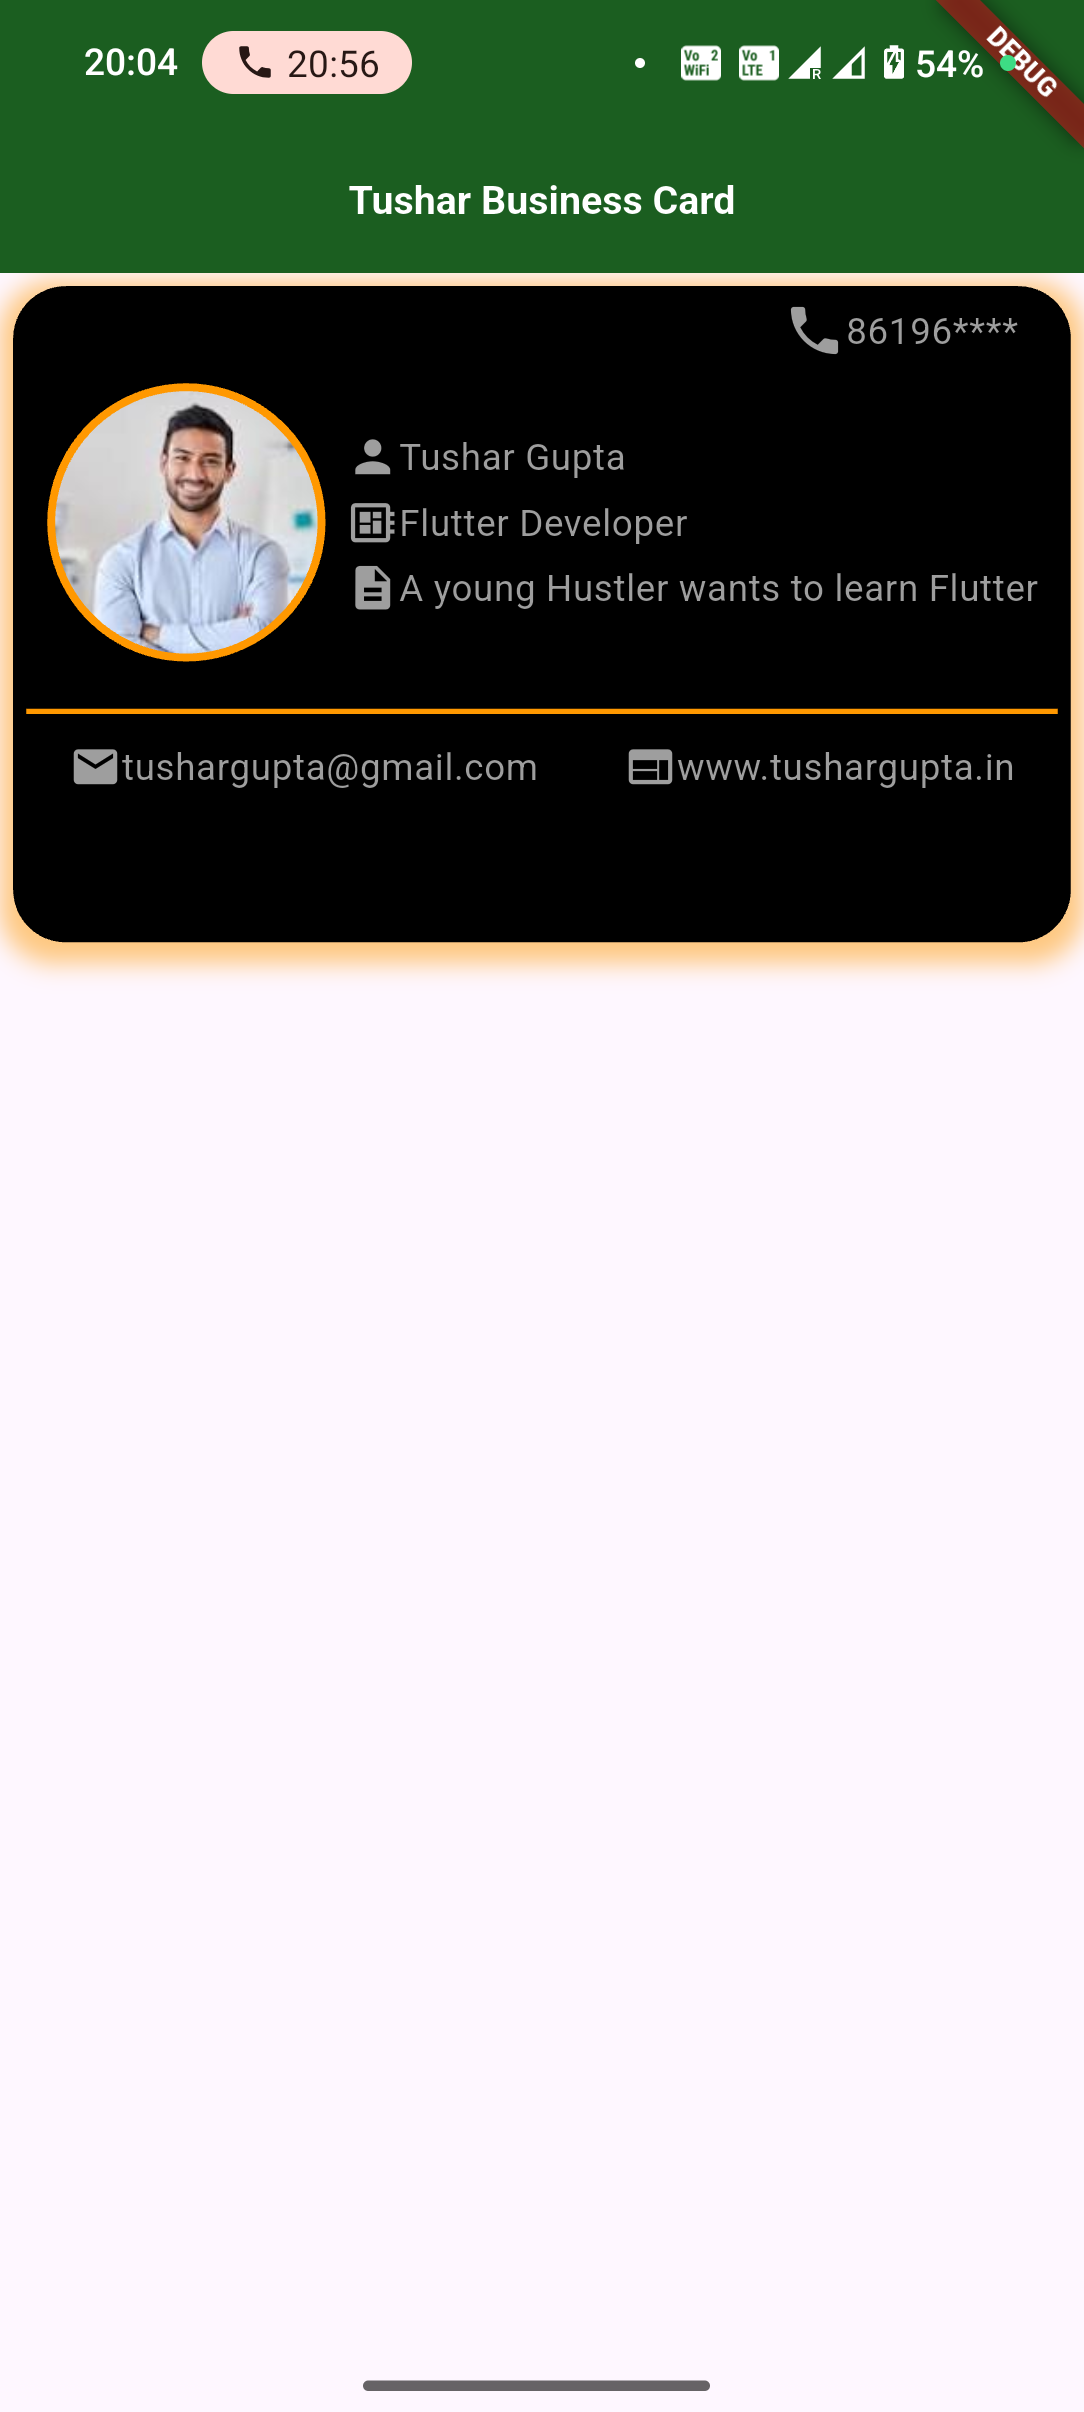 20:04 20:56 Vo 2 WiFi Vo 1 LTE R 54% DEBUG
Tushar Business Card
86196****
Tushar Gupta
Flutter Developer
A young Hustler wants to learn Flutter
tushargupta@gmail.com www.tushargupta.in